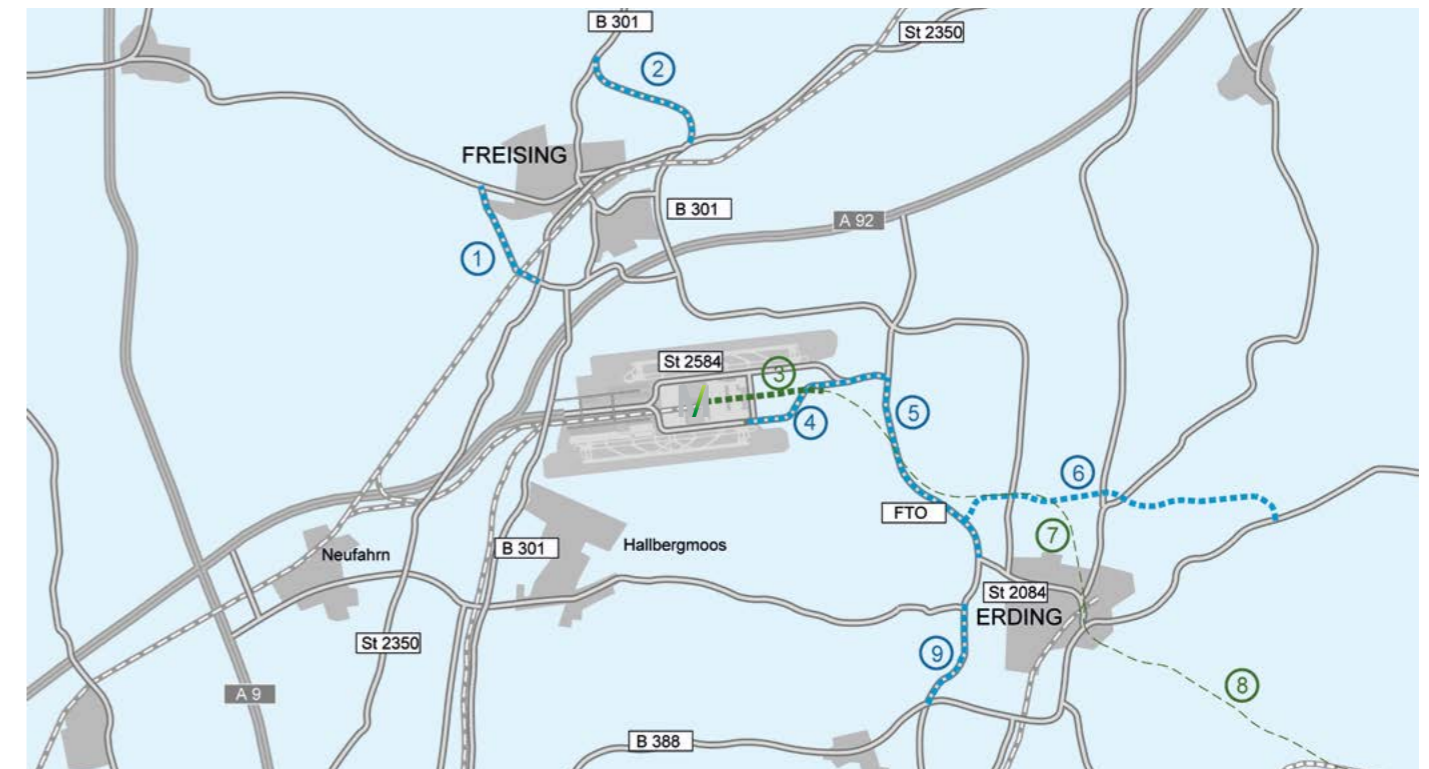 B 301
St 2350
2
FREISING
B 301
A 92
1
St 2584
3
4
5
6
FTO
7
B 301
Hallbergmoos
Neufahrn
St 2084
ERDING
St 2350
9
8
A 9
B 388